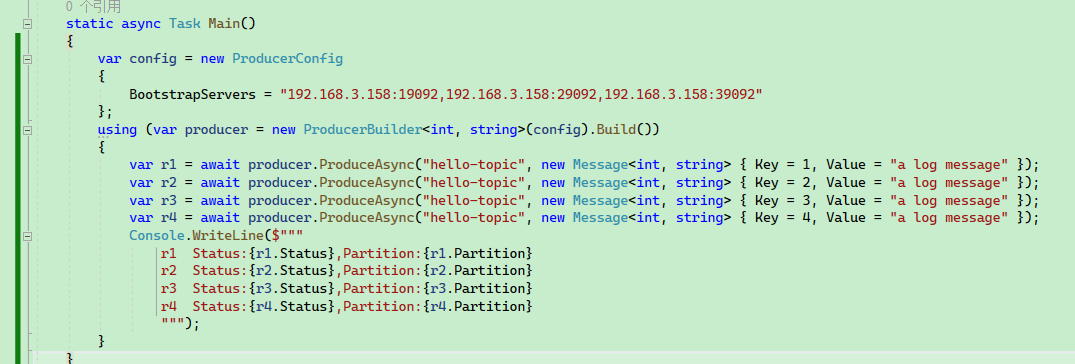 0 个引用
static async Task Main()
{
var config = new ProducerConfig
{
BootstrapServers = "192.168.3.158:19092,192.168.3.158:29092,192.168.3.158:39092"
};
using (var producer = new ProducerBuilder<int, string>(config).Build())
{
var r1 = await producer.ProduceAsync("hello-topic", new Message<int, string> { Key = 1, Value = "a log message" });
var r2 = await producer.ProduceAsync("hello-topic", new Message<int, string> { Key = 2, Value = "a log message" });
var r3 = await producer.ProduceAsync("hello-topic", new Message<int, string> { Key = 3, Value = "a log message" });
var r4 = await producer.ProduceAsync("hello-topic", new Message<int, string> { Key = 4, Value = "a log message" });
Console.WriteLine($"""
r1  Status:{r1.Status},Partition:{r1.Partition}
r2  Status:{r2.Status},Partition:{r2.Partition}
r3  Status:{r3.Status},Partition:{r3.Partition}
r4  Status:{r4.Status},Partition:{r4.Partition}
""");
}
}